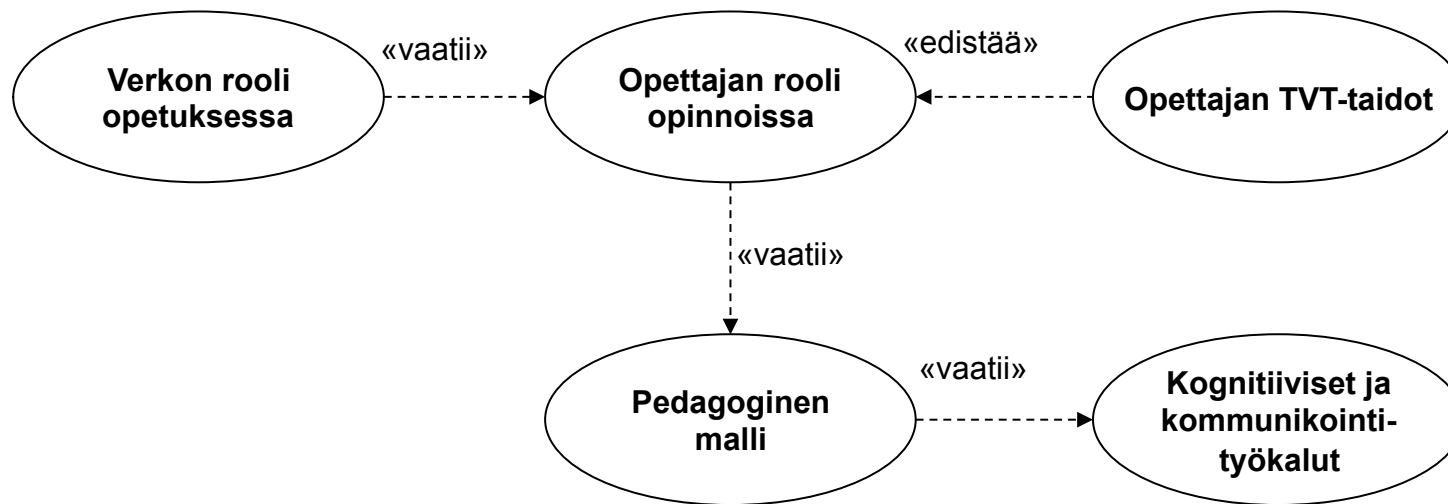 «vaatii»
«edistää»
Verkon rooli
opetuksessa
Opettajan rooli
opinnoissa
Opettajan TVT-taidot
«vaatii»
Pedagoginen
malli
«vaatii»
Kognitiiviset ja
kommunikointi-
työkalut